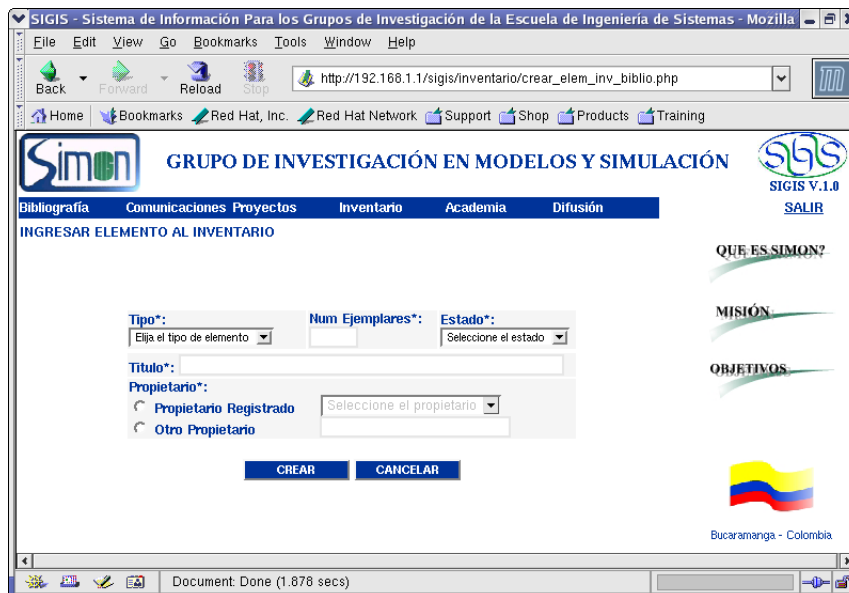 SIGIS - Sistema de Información Para los Grupos de Investigación de la Escuela de Ingeniería de Sistemas - Mozilla
File Edit View Go Bookmarks Tools Window Help
Back Forward Reload Stop http://192.168.1.1/sigis/inventario/crear_elem_inv_biblio.php
Home Bookmarks Red Hat, Inc. Red Hat Network Support Shop Products Training
Simon GRUPO DE INVESTIGACIÓN EN MODELOS Y SIMULACIÓN SIGIS
SIGIS V.1.0
Bibliografía Comunicaciones Proyectos Inventario Academia Difusión SALIR
INGRESAR ELEMENTO AL INVENTARIO
QUE ES SIMON?
MISIÓN
OBJETIVOS
Tipo*: Num Ejemplares*: Estado*:
Elija el tipo de elemento Seleccione el estado
Titulo*:
Propietario*:
Propietario Registrado Seleccione el propietario
Otro Propietario
CREAR CANCELAR
Bucaramanga - Colombia
Document: Done (1.878 secs)